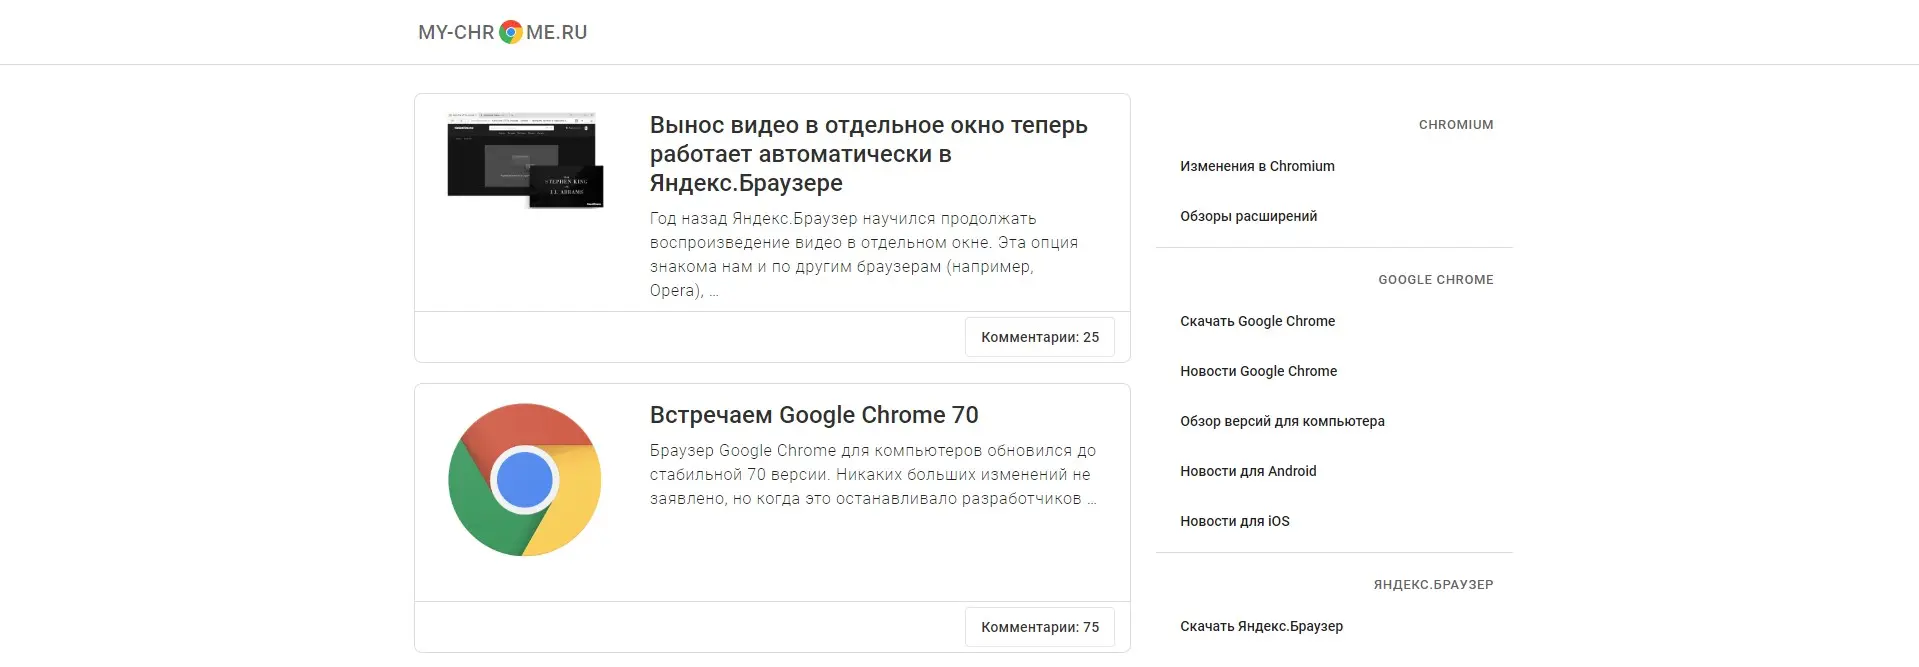 MY-CHROME.RU
Вынос видео в отдельное окно теперь
работает автоматически в
Яндекс.Браузере
Год назад Яндекс.Браузер научился продолжать
воспроизведение видео в отдельном окне. Эта опция
знакома нам и по другим браузерам (например,
Opera), ...
Комментарии: 25
STEPHEN KING
J.J. ABRAMS
Встречаем Google Chrome 70
Браузер Google Chrome для компьютеров обновился до
стабильной 70 версии. Никаких больших изменений не
заявлено, но когда это останавливало разработчиков ...
Комментарии: 75
CHROMIUM
Изменения в Chromium
Обзоры расширений
GOOGLE CHROME
Скачать Google Chrome
Новости Google Chrome
Обзор версий для компьютера
Новости для Android
Новости для iOS
ЯНДЕКС.БРАУЗЕР
Скачать Яндекс.Браузер